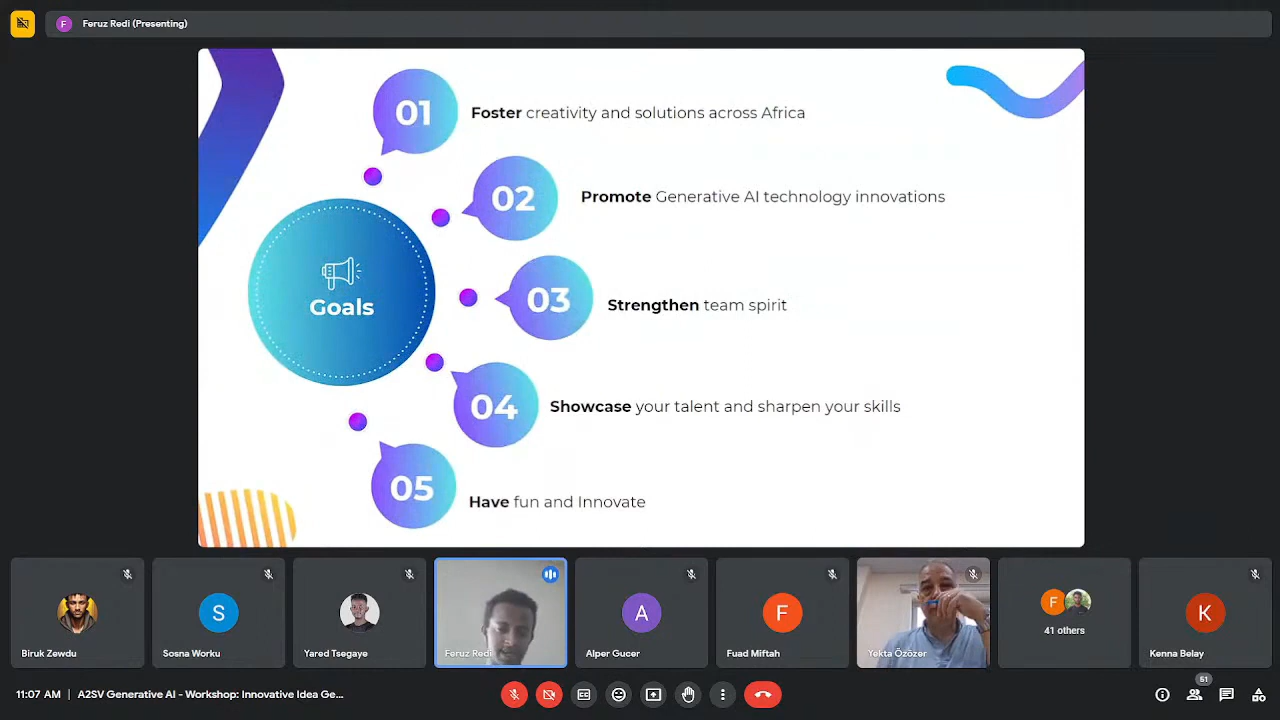 F
Feruz Redi (Presenting)
01
Foster creativity and solutions across Africa
02
Promote Generative AI technology innovations
Goals
03
Strengthen team spirit
04
Showcase your talent and sharpen your skills
05
Have fun and Innovate
Biruk Zewdu
S
Sosna Worku
Yared Tsegaye
Feruz Redi
A
Alper Gucer
F
Fuad Miftah
Yekta Özözer
F
41 others
K
Kenna Belay
11:07 AM | A2SV Generative AI - Workshop: Innovative Idea Ge...
51